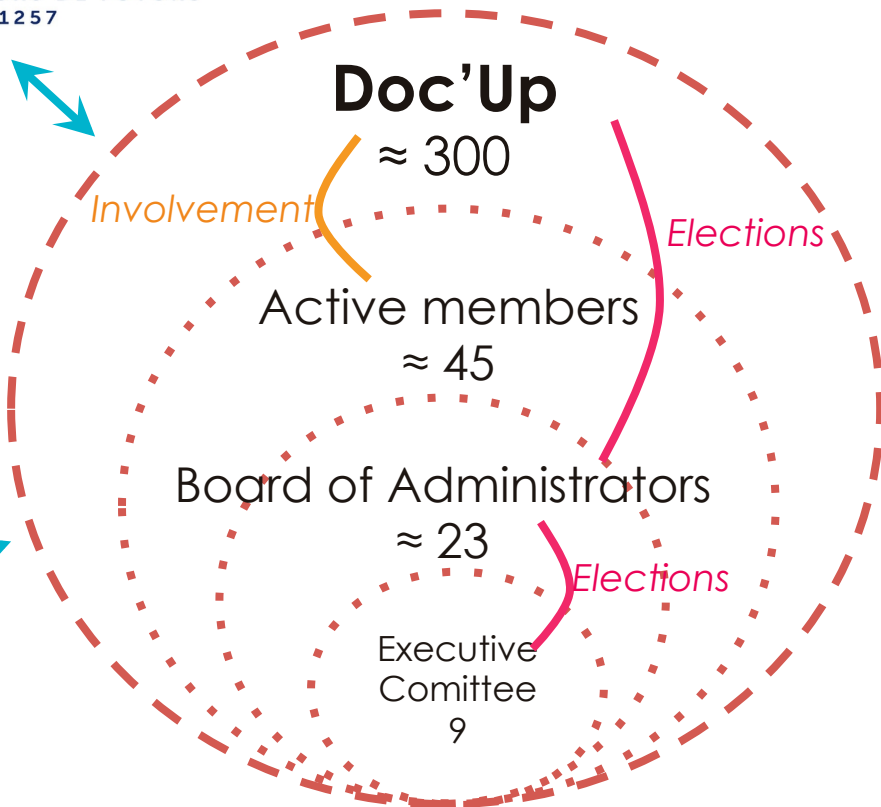 1257
Doc'Up
≈ 300
Involvement
Elections
Active members
≈ 45
Board of Administrators
≈ 23
Elections
Executive
Comittee
9